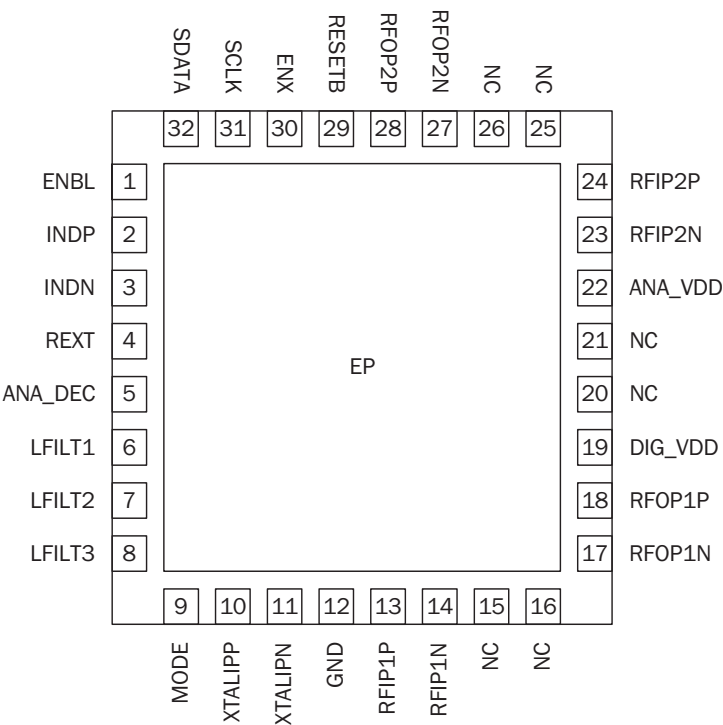 SDATA SCLK ENX RESETB RFOP2P RFOP2N NC NC
32 31 30 29 28 27 26 25
ENBL 1 24 RFIP2P
INDP 2 23 RFIP2N
INDN 3 22 ANA_VDD
REXT 4 21 NC
EP
ANA_DEC 5 20 NC
LFILT1 6 19 DIG_VDD
LFILT2 7 18 RFOP1P
LFILT3 8 17 RFOP1N
9 10 11 12 13 14 15 16
MODE XTALIPP XTALIPN GND RFIP1P RFIP1N NC NC